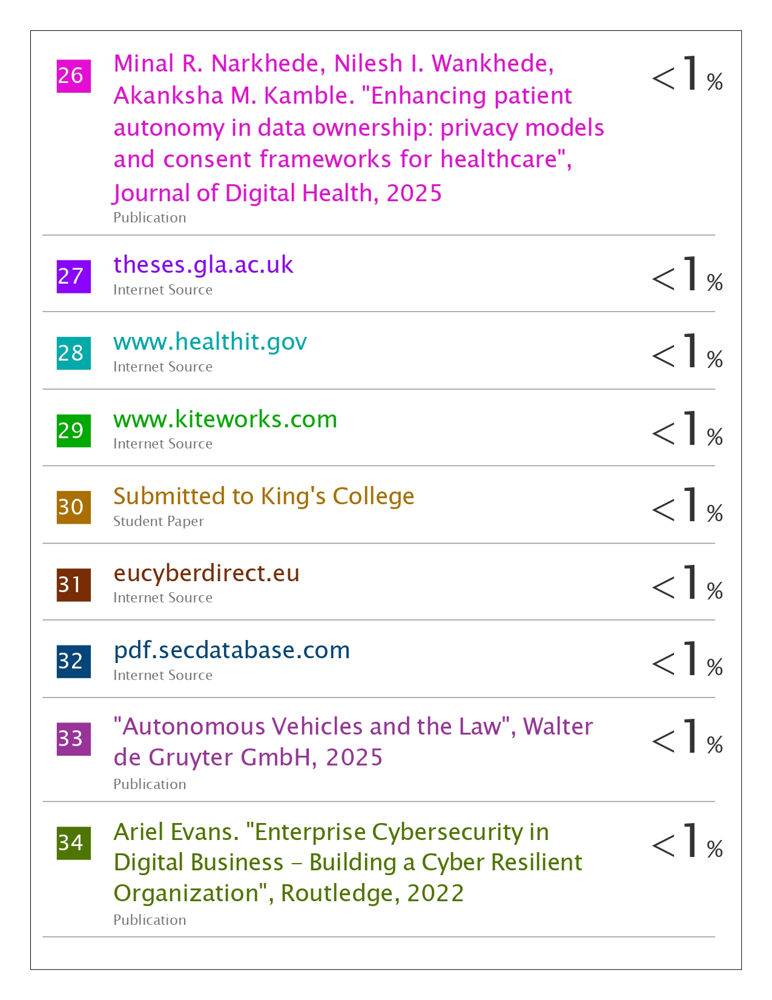 26 Minal R. Narkhede, Nilesh I. Wankhede, <1%
Akanksha M. Kamble. "Enhancing patient
autonomy in data ownership: privacy models
and consent frameworks for healthcare",
Journal of Digital Health, 2025
Publication
27 theses.gla.ac.uk <1%
Internet Source
28 www.healthit.gov <1%
Internet Source
29 www.kiteworks.com <1%
Internet Source
30 Submitted to King's College <1%
Student Paper
31 eucyberdirect.eu <1%
Internet Source
32 pdf.secdatabase.com <1%
Internet Source
33 "Autonomous Vehicles and the Law", Walter <1%
de Gruyter GmbH, 2025
Publication
34 Ariel Evans. "Enterprise Cybersecurity in <1%
Digital Business – Building a Cyber Resilient
Organization", Routledge, 2022
Publication